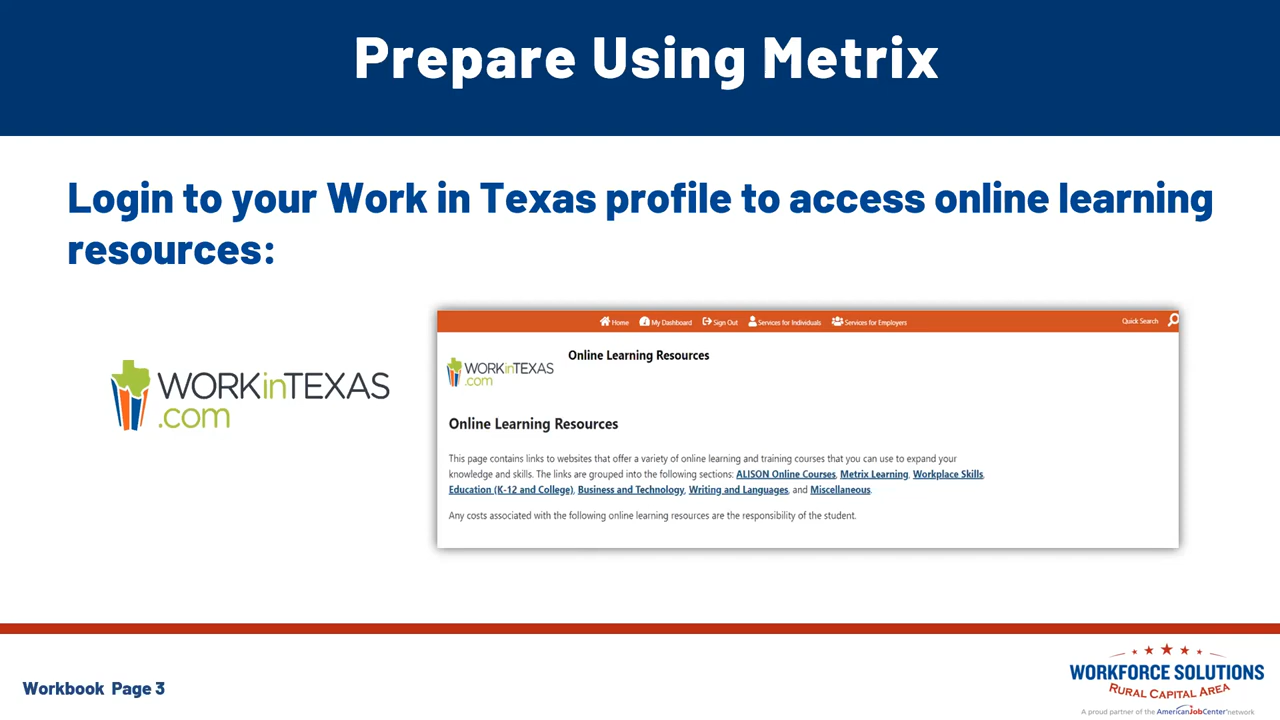 Prepare Using Metrix
Login to your Work in Texas profile to access online learning
resources:
WORKinTEXAS
.com
Home My Dashboard Sign Out Services for Individuals Services for Employers Quick Search
WORKinTEXAS
.com
Online Learning Resources
Online Learning Resources
This page contains links to websites that offer a variety of online learning and training courses that you can use to expand your
knowledge and skills. The links are grouped into the following sections: ALISON Online Courses, Metrix Learning, Workplace Skills,
Education (K-12 and College), Business and Technology, Writing and Languages, and Miscellaneous.
Any costs associated with the following online learning resources are the responsibility of the student.
Workbook Page 3
WORKFORCE SOLUTIONS
RURAL CAPITAL AREA
A proud partner of the AmericanJobCenter network